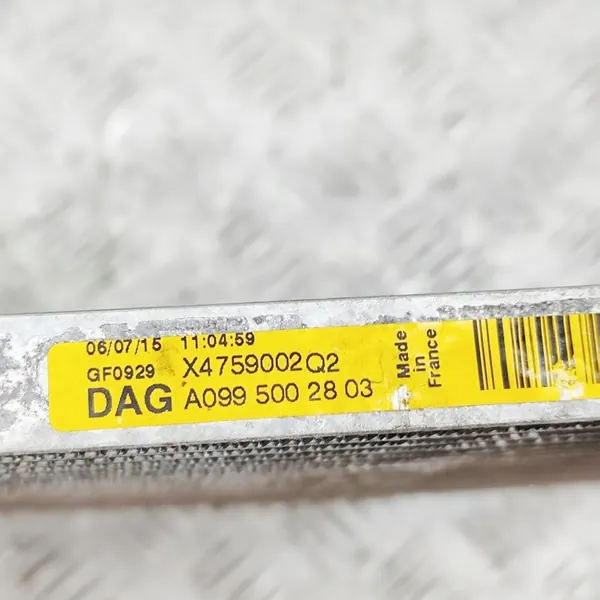 06/07/15 11:04:59
GF0929 X4759002Q2
DAG A099 500 28 03
Made
in
France